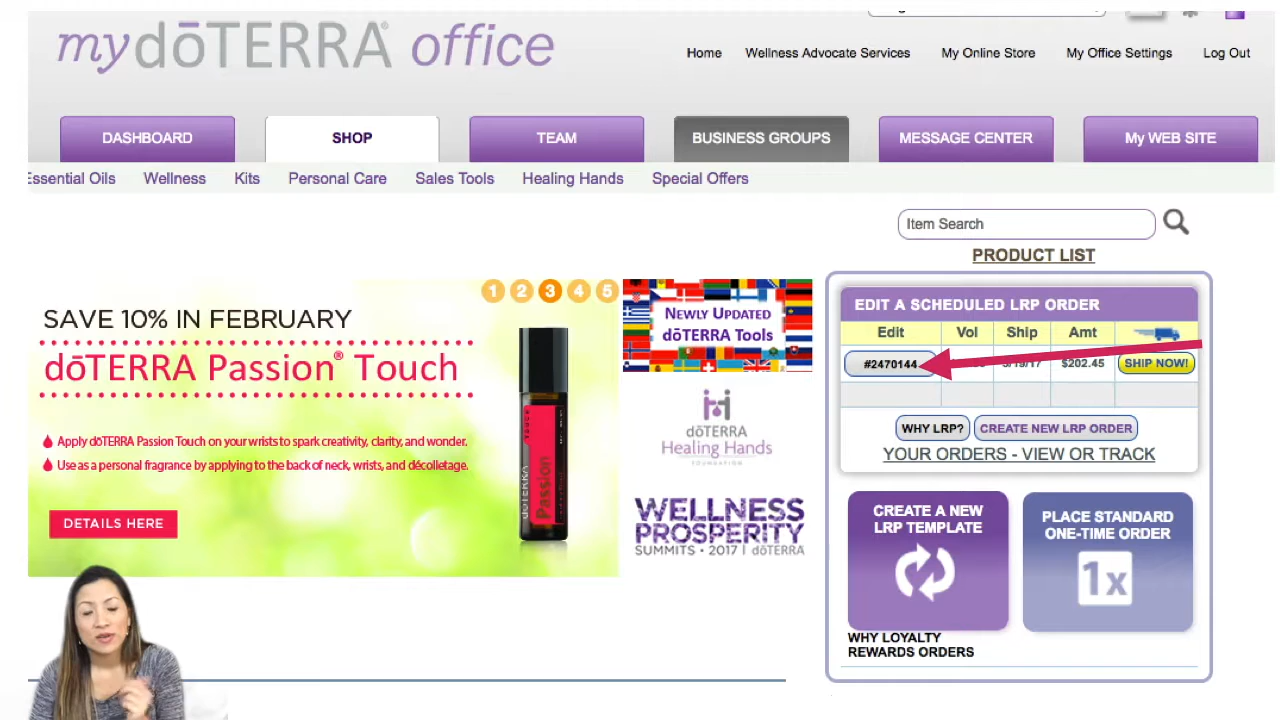 mydōTERRA® office
Home Wellness Advocate Services My Online Store My Office Settings Log Out
DASHBOARD SHOP TEAM BUSINESS GROUPS MESSAGE CENTER My WEB SITE
Essential Oils Wellness Kits Personal Care Sales Tools Healing Hands Special Offers
Item Search
PRODUCT LIST
1 2 3 4 5
SAVE 10% IN FEBRUARY
dōTERRA Passion® Touch
Apply dōTERRA Passion Touch on your wrists to spark creativity, clarity, and wonder.
Use as a personal fragrance by applying to the back of neck, wrists, and décolletage.
DETAILS HERE
TOUCH
dōTERRA
Passion
NEWLY UPDATED
dōTERRA Tools
dōTERRA
Healing Hands
FOUNDATION
WELLNESS
PROSPERITY
SUMMITS • 2017 | dōTERRA
EDIT A SCHEDULED LRP ORDER
Edit Vol Ship Amt
#2470144 $202.45 SHIP NOW!
WHY LRP? CREATE NEW LRP ORDER
YOUR ORDERS - VIEW OR TRACK
CREATE A NEW
LRP TEMPLATE
PLACE STANDARD
ONE-TIME ORDER
1x
WHY LOYALTY
REWARDS ORDERS